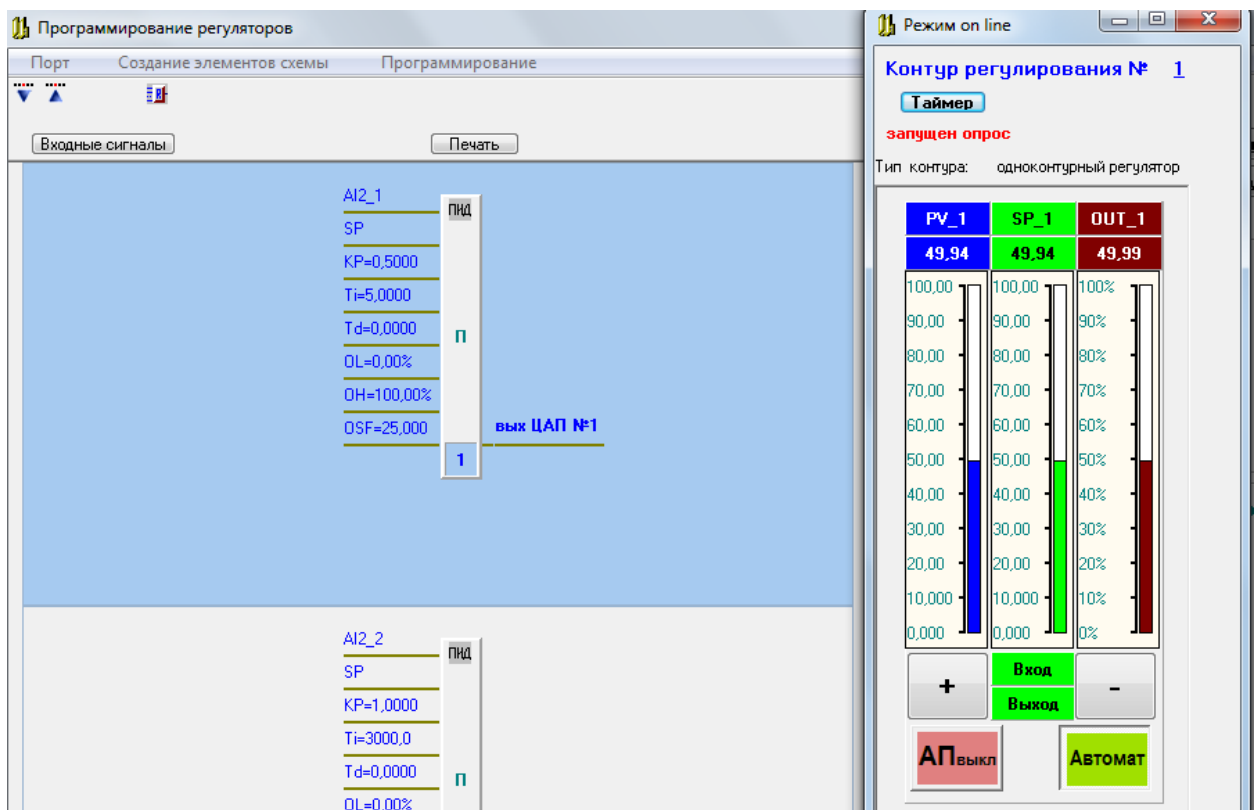 Программирование регуляторов
Порт Создание элементов схемы Программирование
Входные сигналы Печать
AI2_1
ПИД
SP
KP=0,5000
Ti=5,0000
Td=0,0000
П
OL=0,00%
OH=100,00%
OSF=25,000
вых ЦАП №1
1
AI2_2
ПИД
SP
KP=1,0000
Ti=3000,0
Td=0,0000
П
OL=0,00%
Режим on line
Контур регулирования № 1
Таймер
запущен опрос
Тип контура: одноконтурный регулятор
PV_1 SP_1 OUT_1
49,94 49,94 49,99
100,00 100,00 100%
90,00 90,00 90%
80,00 80,00 80%
70,00 70,00 70%
60,00 60,00 60%
50,00 50,00 50%
40,00 40,00 40%
30,00 30,00 30%
20,00 20,00 20%
10,000 10,000 10%
0,000 0,000 0%
+ Вход -
Выход
АПвыкл Автомат